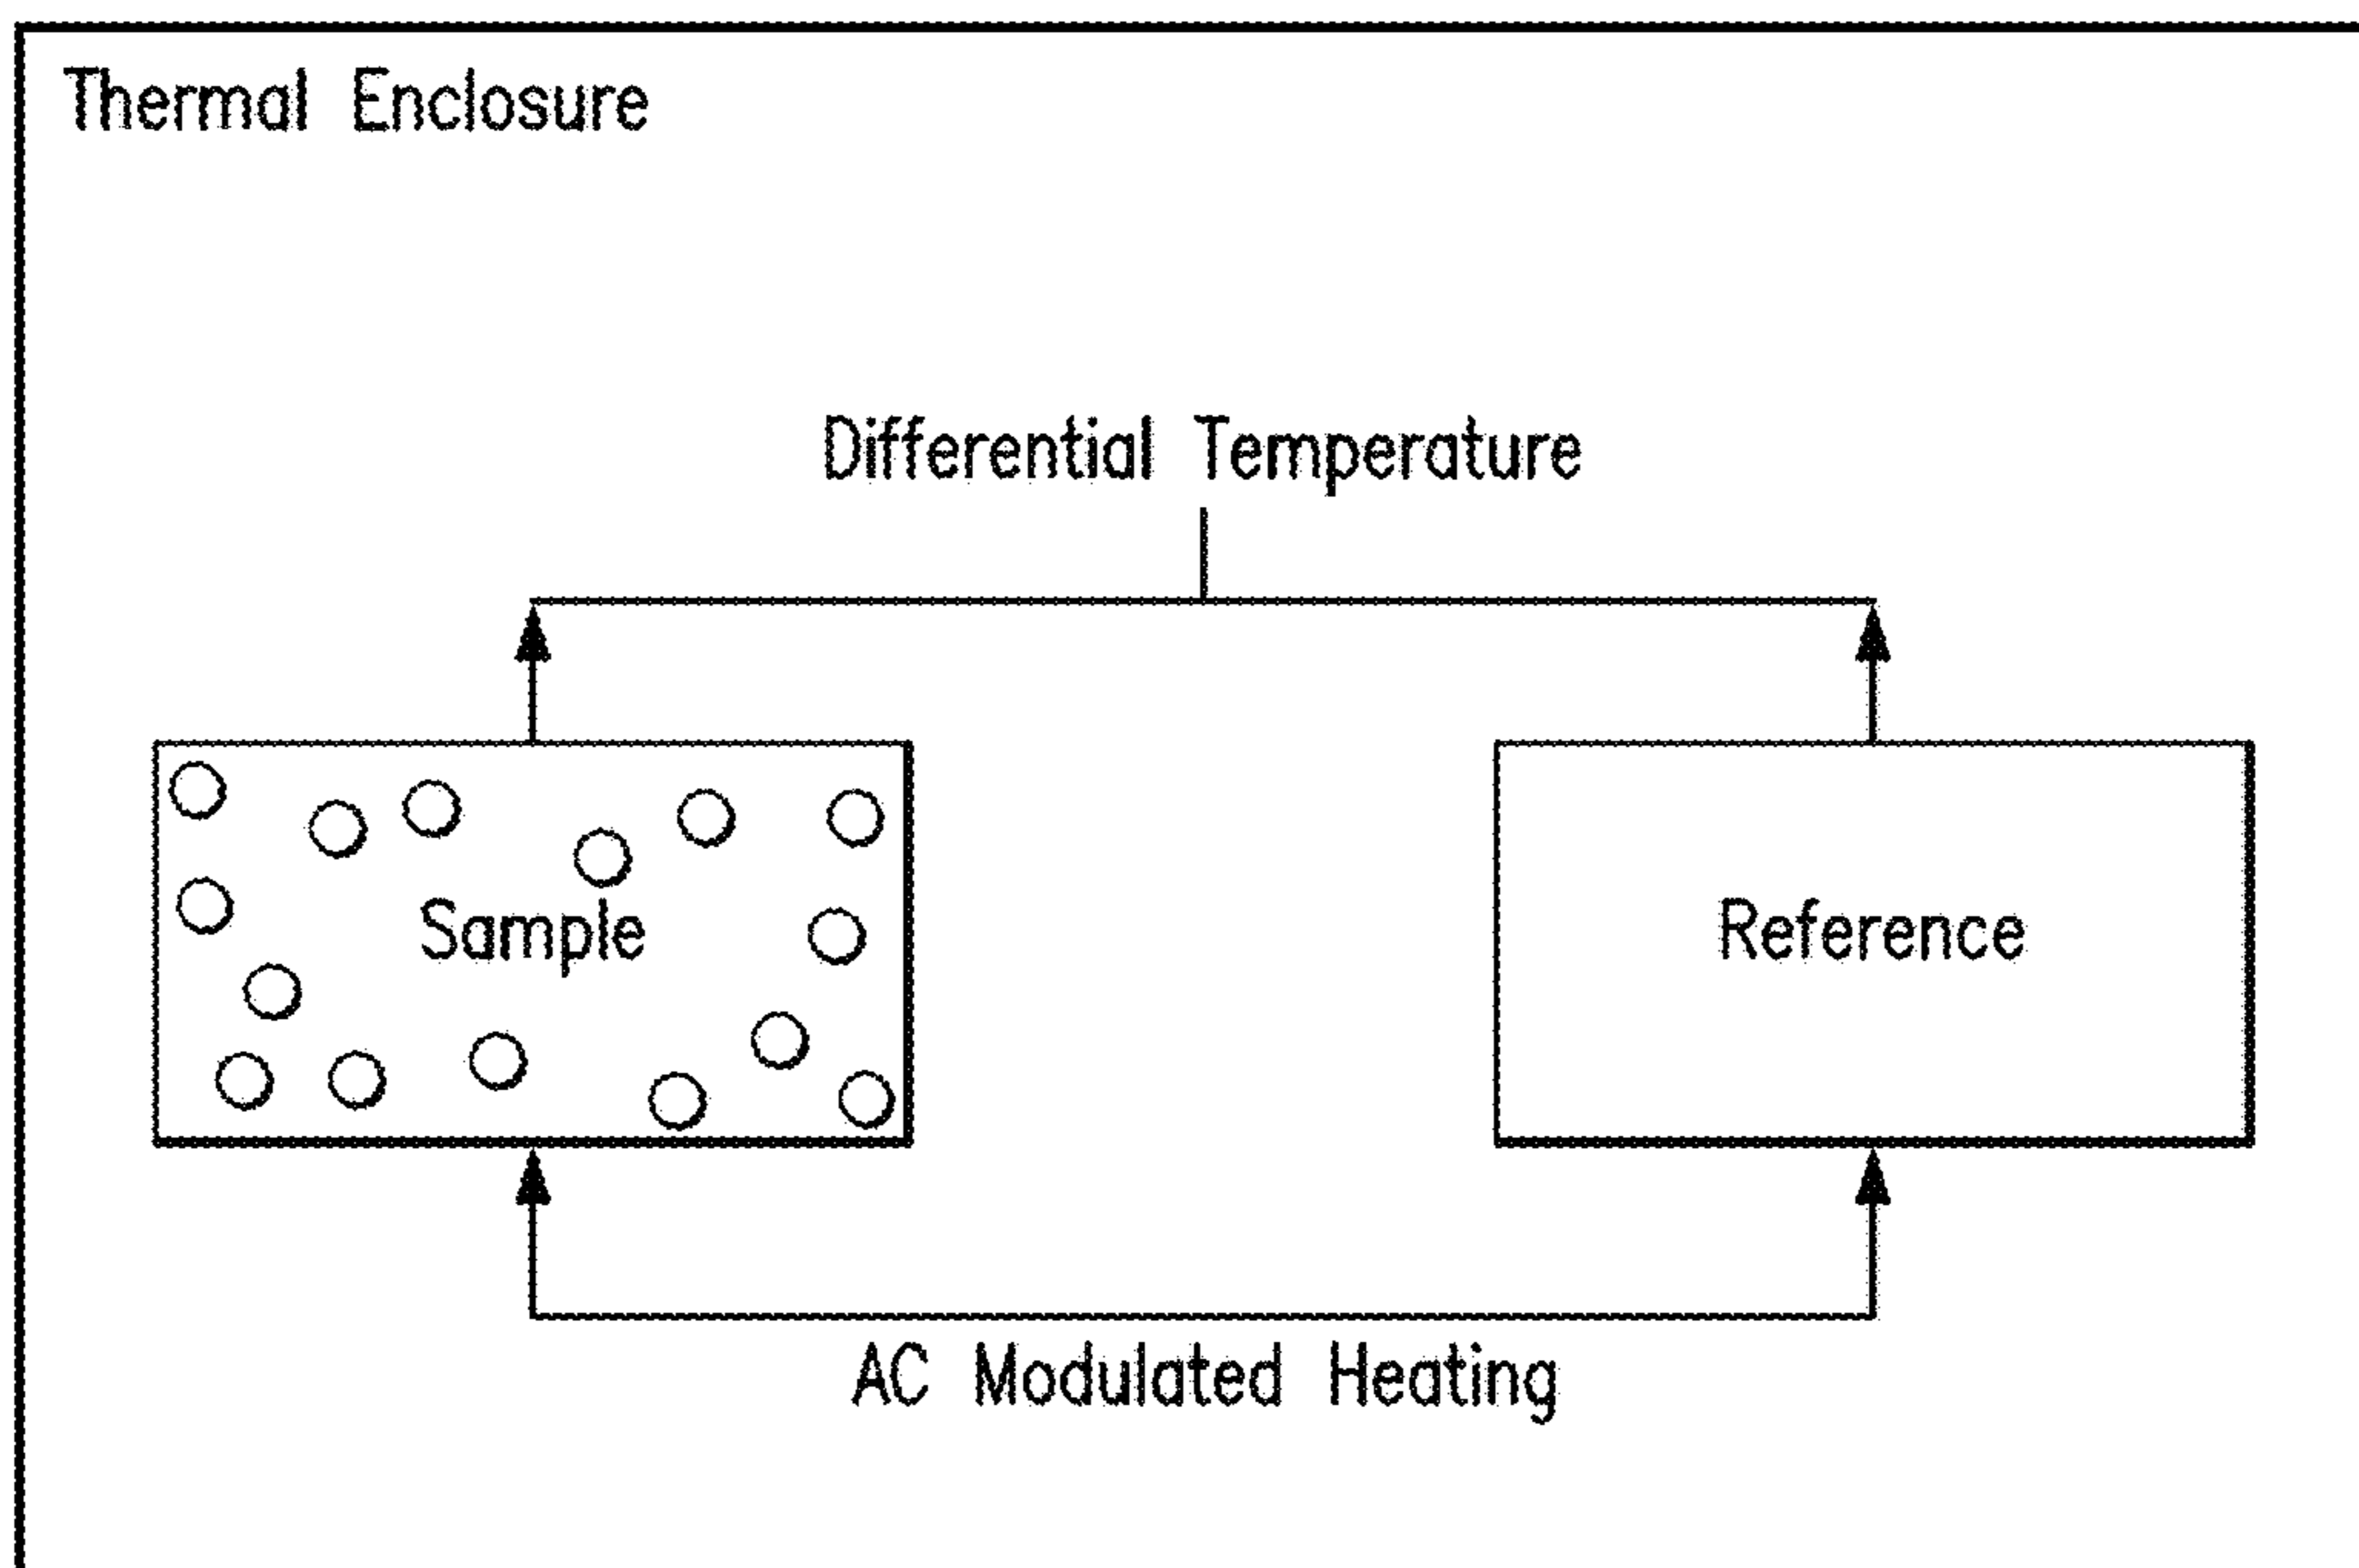 Thermal Enclosure
Differential Temperature
Sample
Reference
AC Modulated Heating